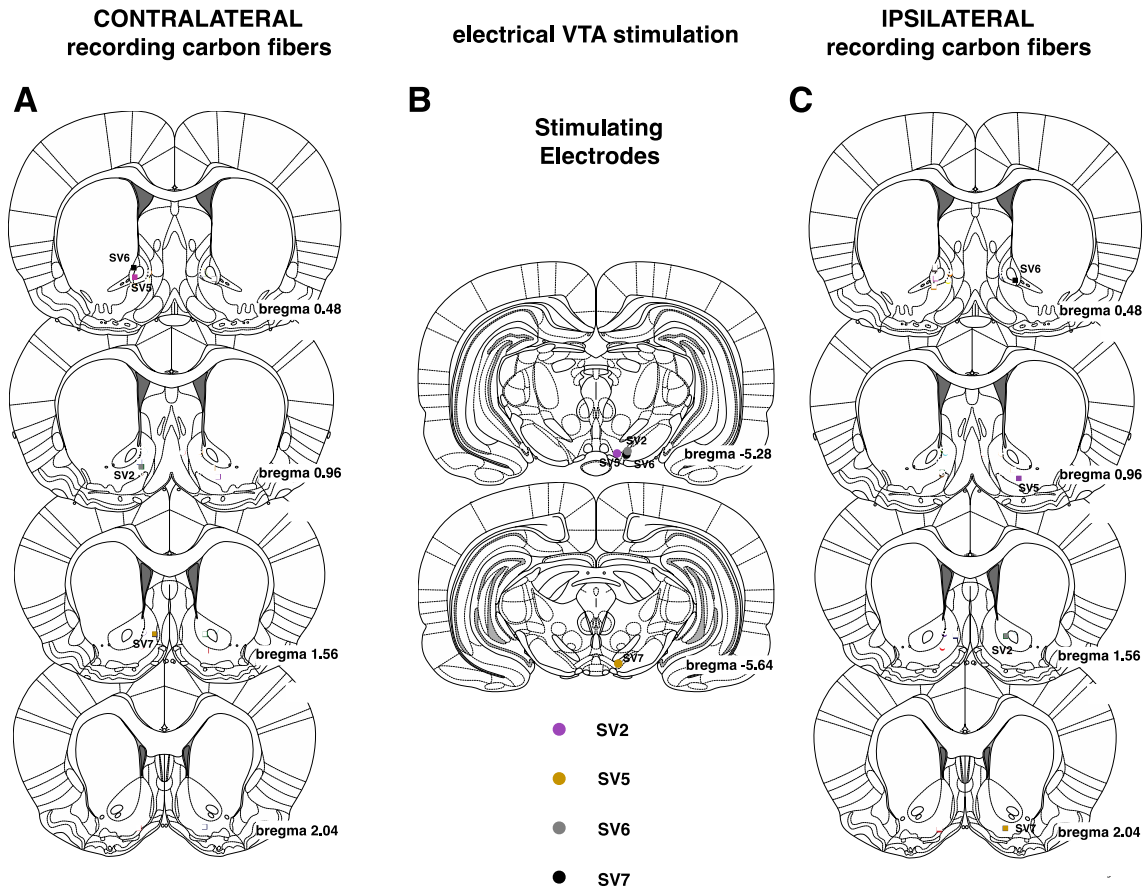 CONTRALATERAL
recording carbon fibers
electrical VTA stimulation
IPSILATERAL
recording carbon fibers
A
SV6
SV5
bregma 0.48
SV2
bregma 0.96
SV7
bregma 1.56
bregma 2.04
B
Stimulating
Electrodes
SV2
SV5
SV6
bregma -5.28
SV7
bregma -5.64
SV2
SV5
SV6
SV7
C
SV6
bregma 0.48
SV5
bregma 0.96
SV2
bregma 1.56
SV7
bregma 2.04